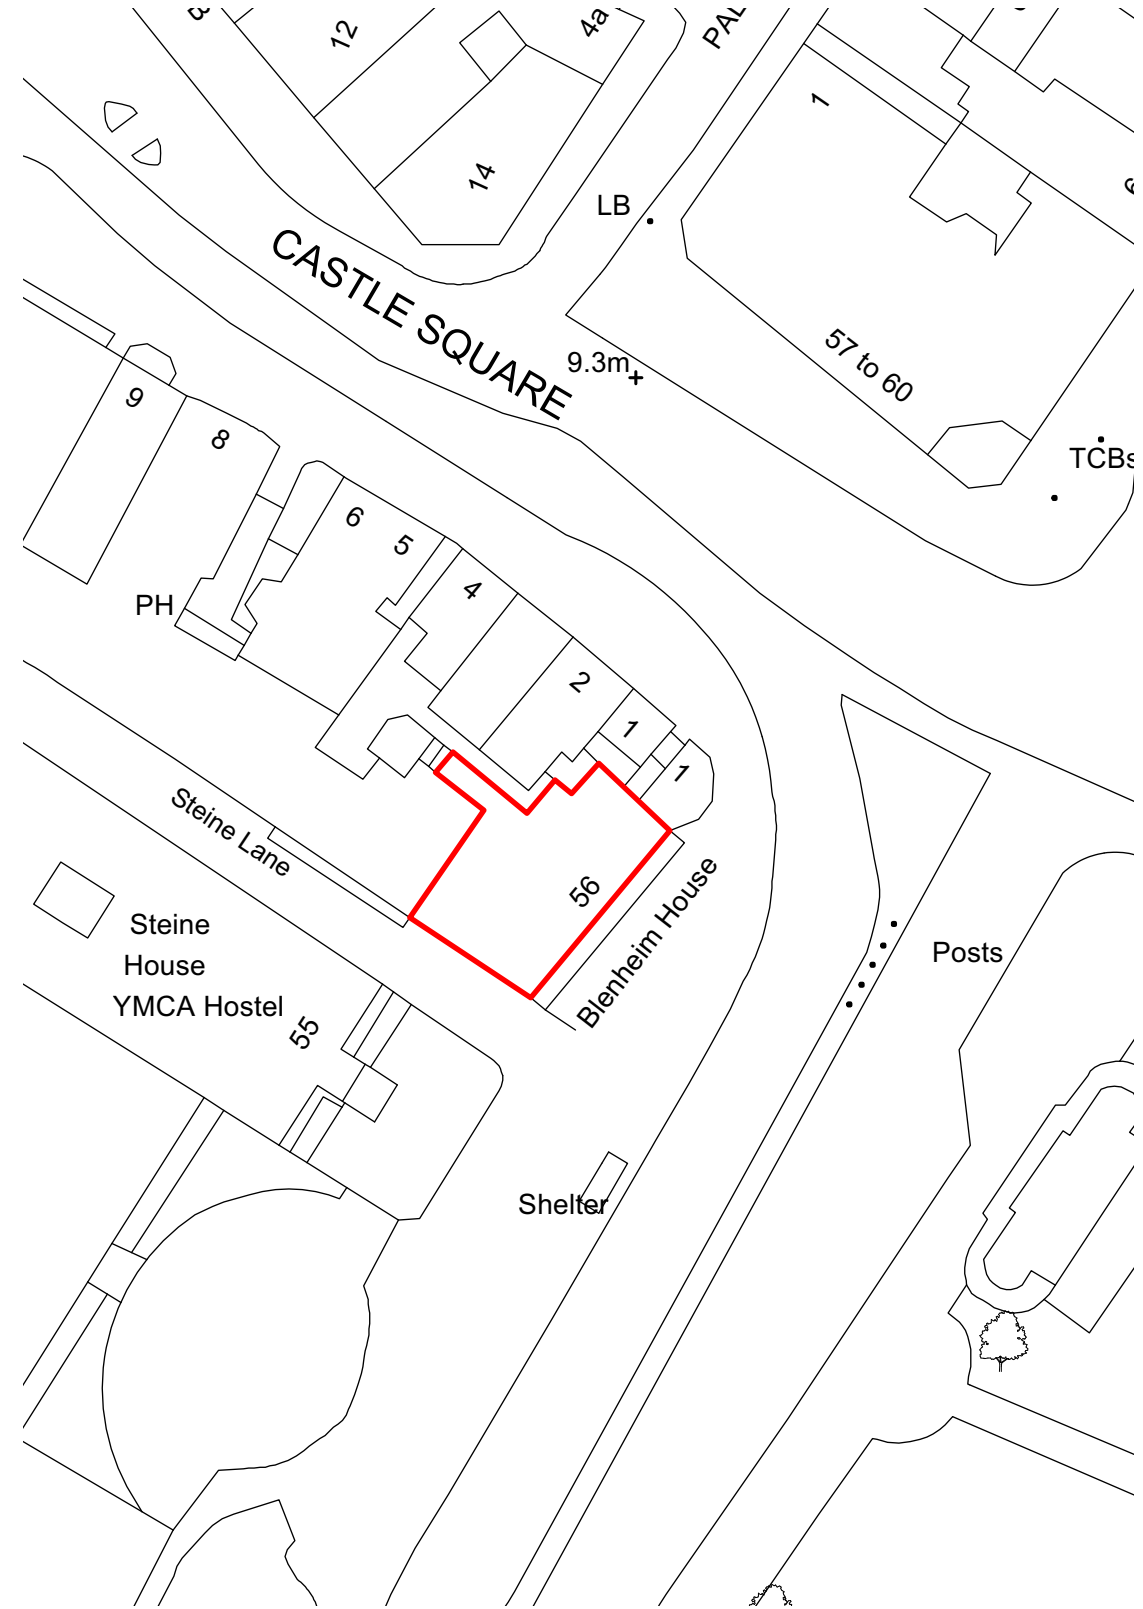 12
4a
PAL
1
14
LB
CASTLE SQUARE
9.3m
57 to 60
TCBs
9
8
6
5
4
PH
2
1
1
Steine Lane
56
Blenheim House
Steine
House
YMCA Hostel
55
Posts
Shelter